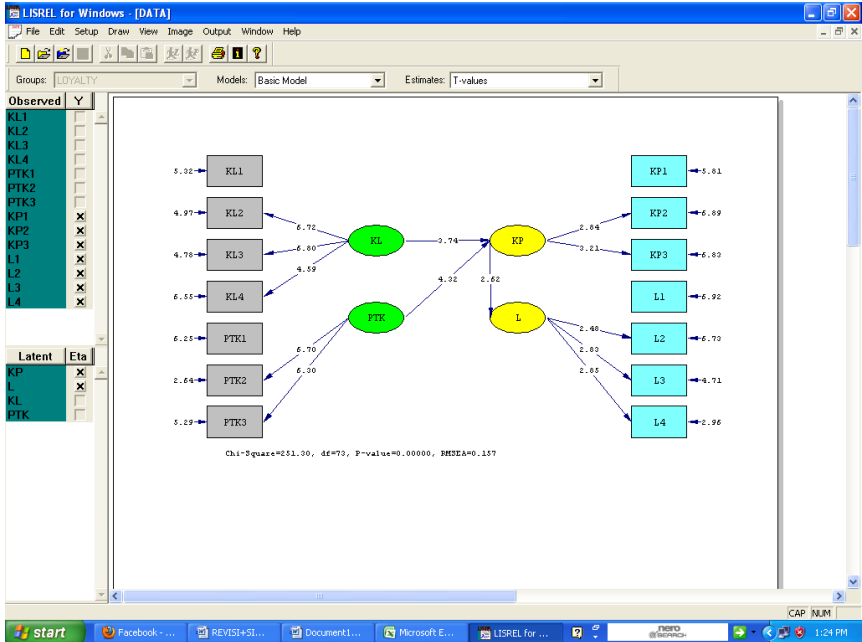 LISREL for Windows - [DATA]
File Edit Setup Draw View Image Output Window Help
Groups: LOYALTY Models: Basic Model Estimates: T-values
Observed Y
KL1
KL2
KL3
KL4
PTK1
PTK2
PTK3
KP1
KP2
KP3
L1
L2
L3
L4
Latent Eta
KP
L
KL
PTK
5.32 KL1 KP1 5.81
4.97 KL2 6.72 2.84 KP2 6.89
KL 3.74 KP
4.78 KL3 6.80 3.21 KP3 6.83
4.59 4.32 2.62
6.55 KL4 L1 6.92
PTK L
6.25 PTK1 6.70 2.48 L2 6.73
2.83
2.64 PTK2 6.30 2.85 L3 4.71
5.29 PTK3 L4 2.96
Chi-Square=251.30, df=73, P-value=0.00000, RMSEA=0.157
CAP NUM
start Facebook - ... REVISI+SI... Document1... Microsoft E... LISREL for ... nero SEARCH 1:24 PM